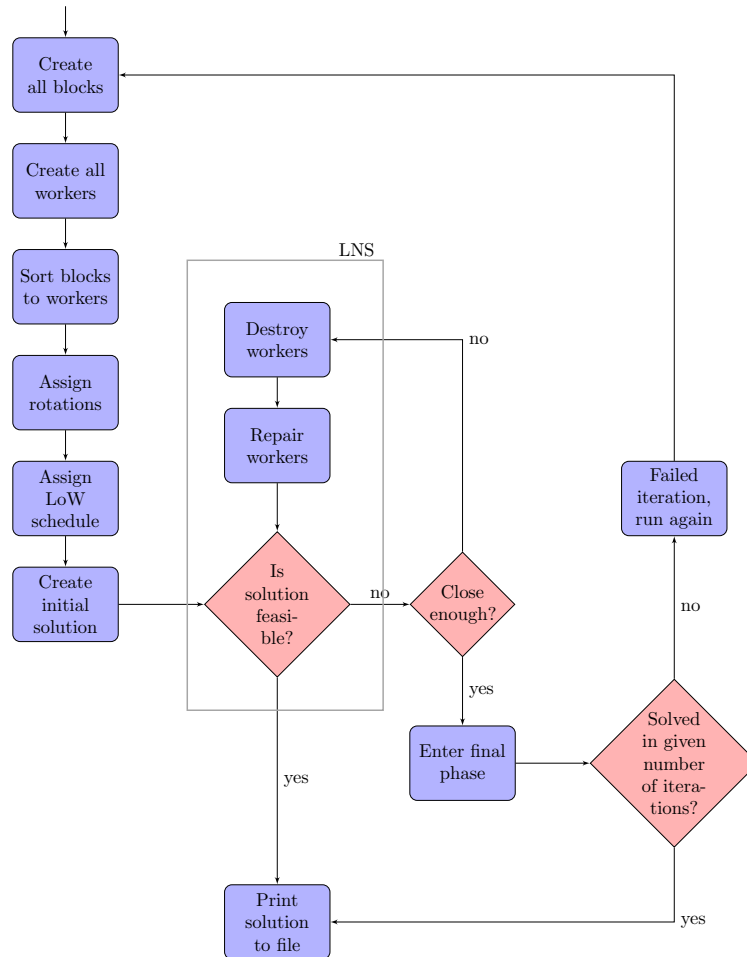 Create
all blocks
Create all
workers
Sort blocks
to workers
Assign
rotations
Assign
LoW
schedule
Create
initial
solution
LNS
Destroy
workers
Repair
workers
Is
solution
feasi-
ble?
no
Close
enough?
no
yes
Enter final
phase
Solved
in given
number
of itera-
tions?
no
Failed
iteration,
run again
yes
yes
Print
solution
to file